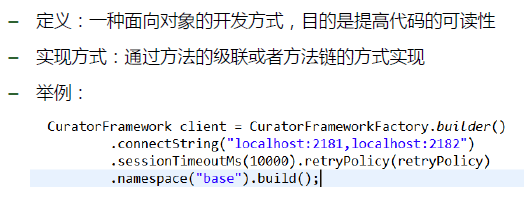 – 定义：一种面向对象的开发方式，目的是提高代码的可读性
– 实现方式：通过方法的级联或者方法链的方式实现
– 举例：
CuratorFramework client = CuratorFrameworkFactory.builder()
.connectString("localhost:2181,localhost:2182")
.sessionTimeoutMs(10000).retryPolicy(retryPolicy)
.namespace("base").build();